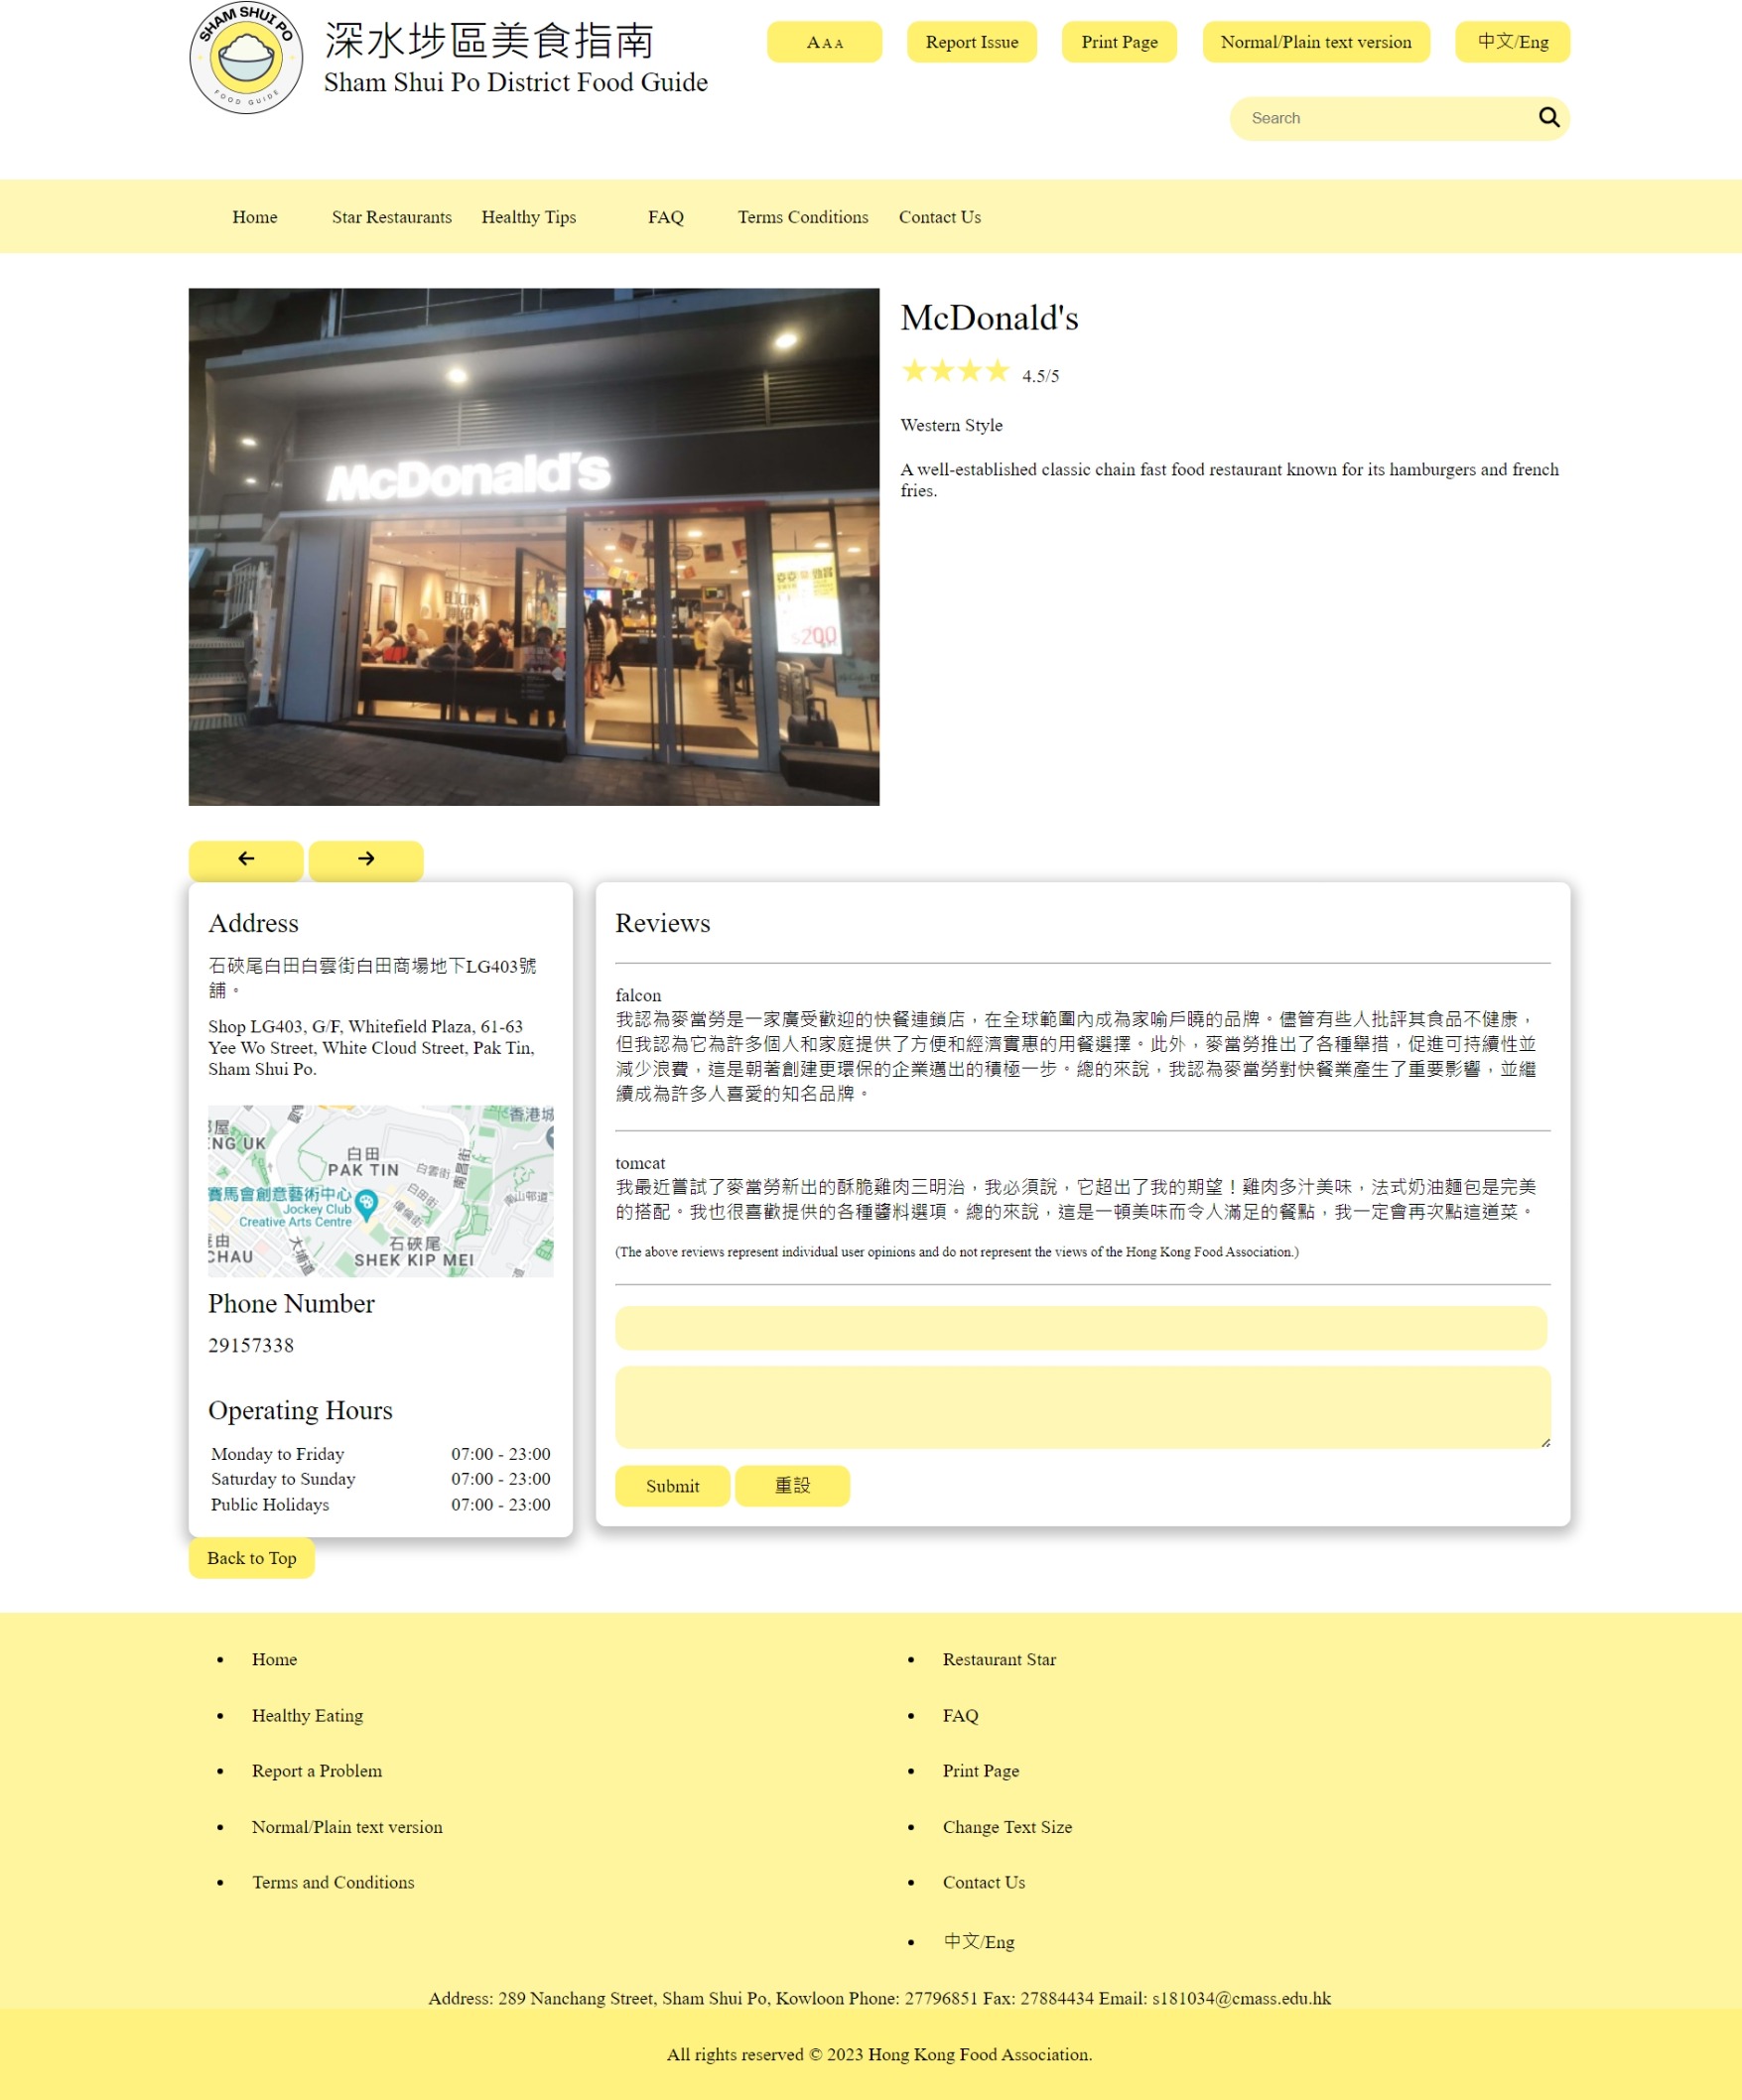 SHAM SHUI PO
FOOD GUIDE
深水埗區美食指南
Sham Shui Po District Food Guide
AAA
Report Issue
Print Page
Normal/Plain text version
中文/Eng
Search
Home
Star Restaurants
Healthy Tips
FAQ
Terms Conditions
Contact Us
McDonald's
$200
McDonald's
★★★★ 4.5/5
Western Style
A well-established classic chain fast food restaurant known for its hamburgers and french
fries.
Address
石硤尾白田白雲街白田商場地下LG403號
舖。
Shop LG403, G/F, Whitefield Plaza, 61-63
Yee Wo Street, White Cloud Street, Pak Tin,
Sham Shui Po.
香港城
屋
NG UK
白田
PAK TIN
白雲街
南昌街
白田街
偉倫街
賽馬會創意藝術中心
Jockey Club
Creative Arts Centre
由
CHAU
大埔道
石硤尾
SHEK KIP MEI
山邨道
Phone Number
29157338
Operating Hours
Monday to Friday 07:00 - 23:00
Saturday to Sunday 07:00 - 23:00
Public Holidays 07:00 - 23:00
Reviews
falcon
我認為麥當勞是一家廣受歡迎的快餐連鎖店，在全球範圍內成為家喻戶曉的品牌。儘管有些人批評其食品不健康，
但我認為它為許多個人和家庭提供了方便和經濟實惠的用餐選擇。此外，麥當勞推出了各種舉措，促進可持續性並
減少浪費，這是朝著創建更環保的企業邁出的積極一步。總的來說，我認為麥當勞對快餐業產生了重要影響，並繼
續成為許多人喜愛的知名品牌。
tomcat
我最近嘗試了麥當勞新出的酥脆雞肉三明治，我必須說，它超出了我的期望！雞肉多汁美味，法式奶油麵包是完美
的搭配。我也很喜歡提供的各種醬料選項。總的來說，這是一頓美味而令人滿足的餐點，我一定會再次點這道菜。
(The above reviews represent individual user opinions and do not represent the views of the Hong Kong Food Association.)
Submit
重設
Back to Top
Home
Restaurant Star
Healthy Eating
FAQ
Report a Problem
Print Page
Normal/Plain text version
Change Text Size
Terms and Conditions
Contact Us
中文/Eng
Address: 289 Nanchang Street, Sham Shui Po, Kowloon Phone: 27796851 Fax: 27884434 Email: s181034@cmass.edu.hk
All rights reserved © 2023 Hong Kong Food Association.